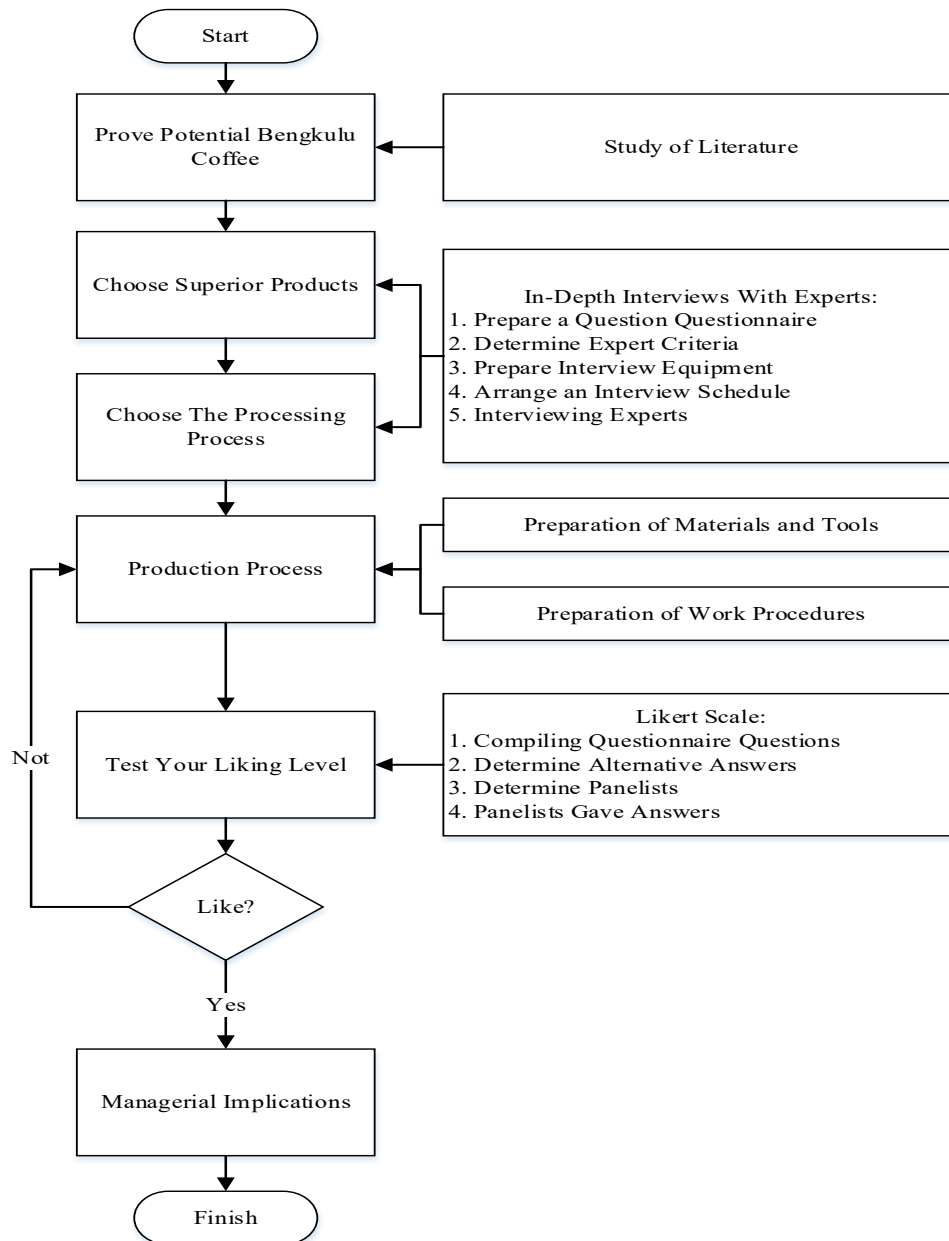 Start
Prove Potential Bengkulu
Coffee
Study of Literature
Choose Superior Products
In-Depth Interviews With Experts:
1. Prepare a Question Questionnaire
2. Determine Expert Criteria
3. Prepare Interview Equipment
4. Arrange an Interview Schedule
5. Interviewing Experts
Choose The Processing
Process
Production Process
Preparation of Materials and Tools
Preparation of Work Procedures
Test Your Liking Level
Likert Scale:
1. Compiling Questionnaire Questions
2. Determine Alternative Answers
3. Determine Panelists
4. Panelists Gave Answers
Not
Like?
Yes
Managerial Implications
Finish